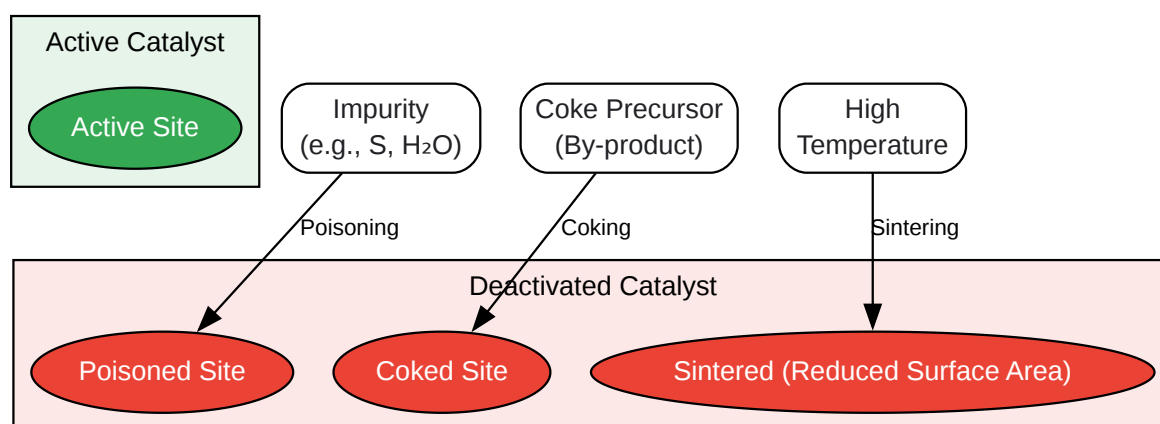 Active Catalyst
Active Site
Impurity
(e.g., S, H₂O)
Coke Precursor
(By-product)
High
Temperature
Poisoning
Coking
Sintering
Deactivated Catalyst
Poisoned Site
Coked Site
Sintered (Reduced Surface Area)